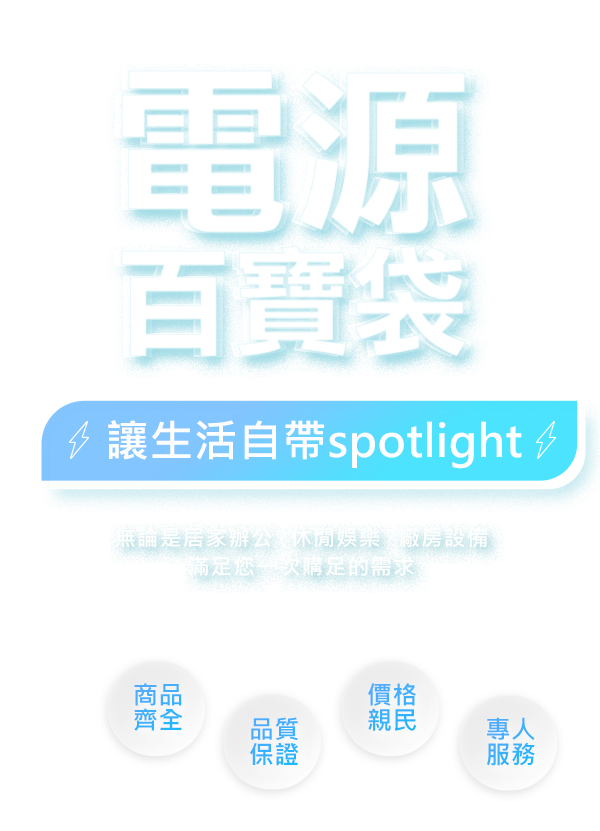 電源
百寶袋
讓生活自帶spotlight
無論是居家辦公、休閒娛樂、廠房設備
滿足您一次購足的需求
商品
齊全
品質
保證
價格
親民
專人
服務